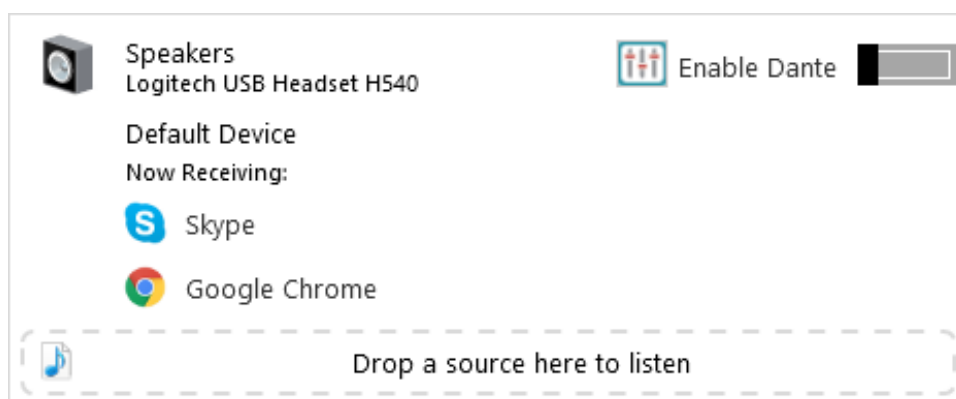 Speakers
Logitech USB Headset H540
Enable Dante
Default Device
Now Receiving:
Skype
Google Chrome
Drop a source here to listen